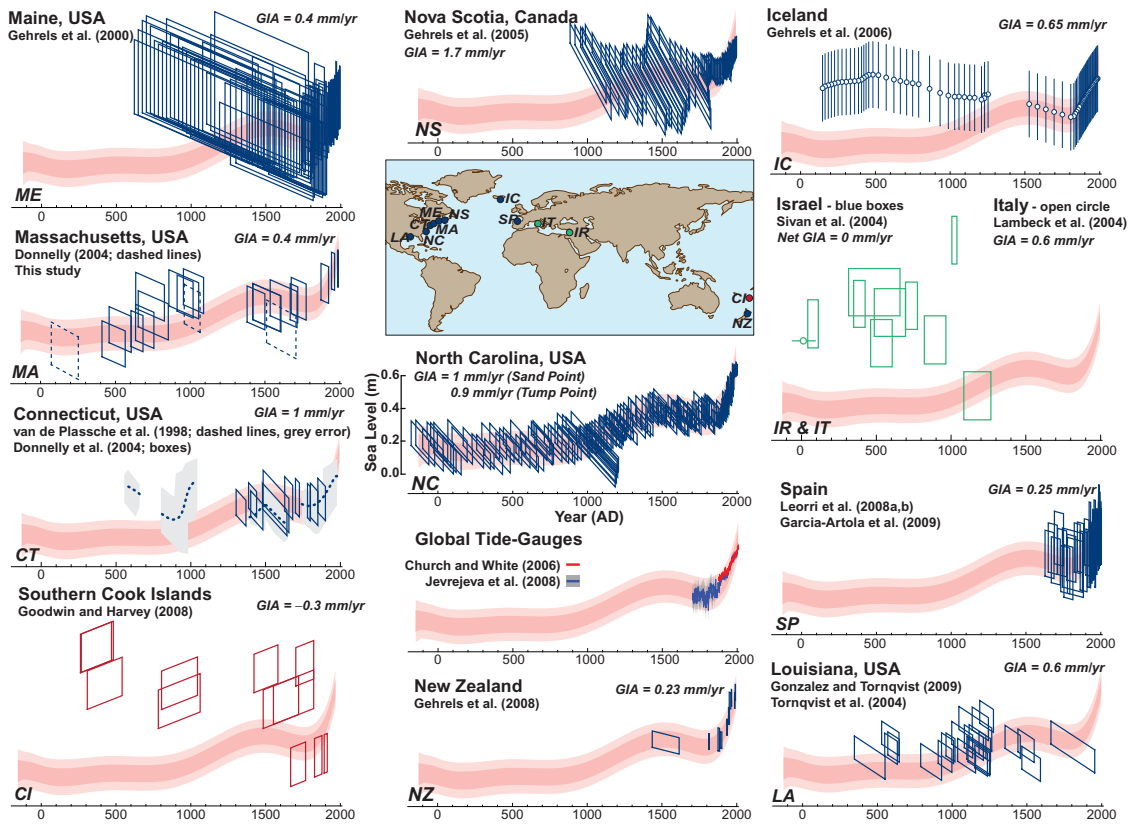 Maine, USA
GIA = 0.4 mm/yr
Gehrels et al. (2000)
ME
0 500 1000 1500 2000
Massachusetts, USA
GIA = 0.4 mm/yr
Donnelly (2004; dashed lines)
This study
MA
0 500 1000 1500 2000
Connecticut, USA
GIA = 1 mm/yr
van de Plassche et al. (1998; dashed lines, grey error)
Donnelly et al. (2004; boxes)
CT
0 500 1000 1500 2000
Southern Cook Islands
Goodwin and Harvey (2008)
GIA = −0.3 mm/yr
CI
0 500 1000 1500 2000
Nova Scotia, Canada
Gehrels et al. (2005)
GIA = 1.7 mm/yr
NS
0 500 1000 1500 2000
IC
ME
NS
CT
MA
LA
NC
SP
IT
IR
CI
NZ
North Carolina, USA
GIA = 1 mm/yr (Sand Point)
0.9 mm/yr (Tump Point)
Sea Level (m)
0.6
0.4
0.2
0.0
NC
0 500 1000 1500 2000
Year (AD)
Global Tide-Gauges
Church and White (2006)
Jevrejeva et al. (2008)
0 500 1000 1500 2000
New Zealand
GIA = 0.23 mm/yr
Gehrels et al. (2008)
NZ
0 500 1000 1500 2000
Iceland
Gehrels et al. (2006)
GIA = 0.65 mm/yr
IC
0 500 1000 1500 2000
Israel - blue boxes
Sivan et al. (2004)
Net GIA = 0 mm/yr
Italy - open circle
Lambeck et al. (2004)
GIA = 0.6 mm/yr
IR & IT
0 500 1000 1500 2000
Spain
GIA = 0.25 mm/yr
Leorri et al. (2008a,b)
Garcia-Artola et al. (2009)
SP
0 500 1000 1500 2000
Louisiana, USA
GIA = 0.6 mm/yr
Gonzalez and Tornqvist (2009)
Tornqvist et al. (2004)
LA
0 500 1000 1500 2000